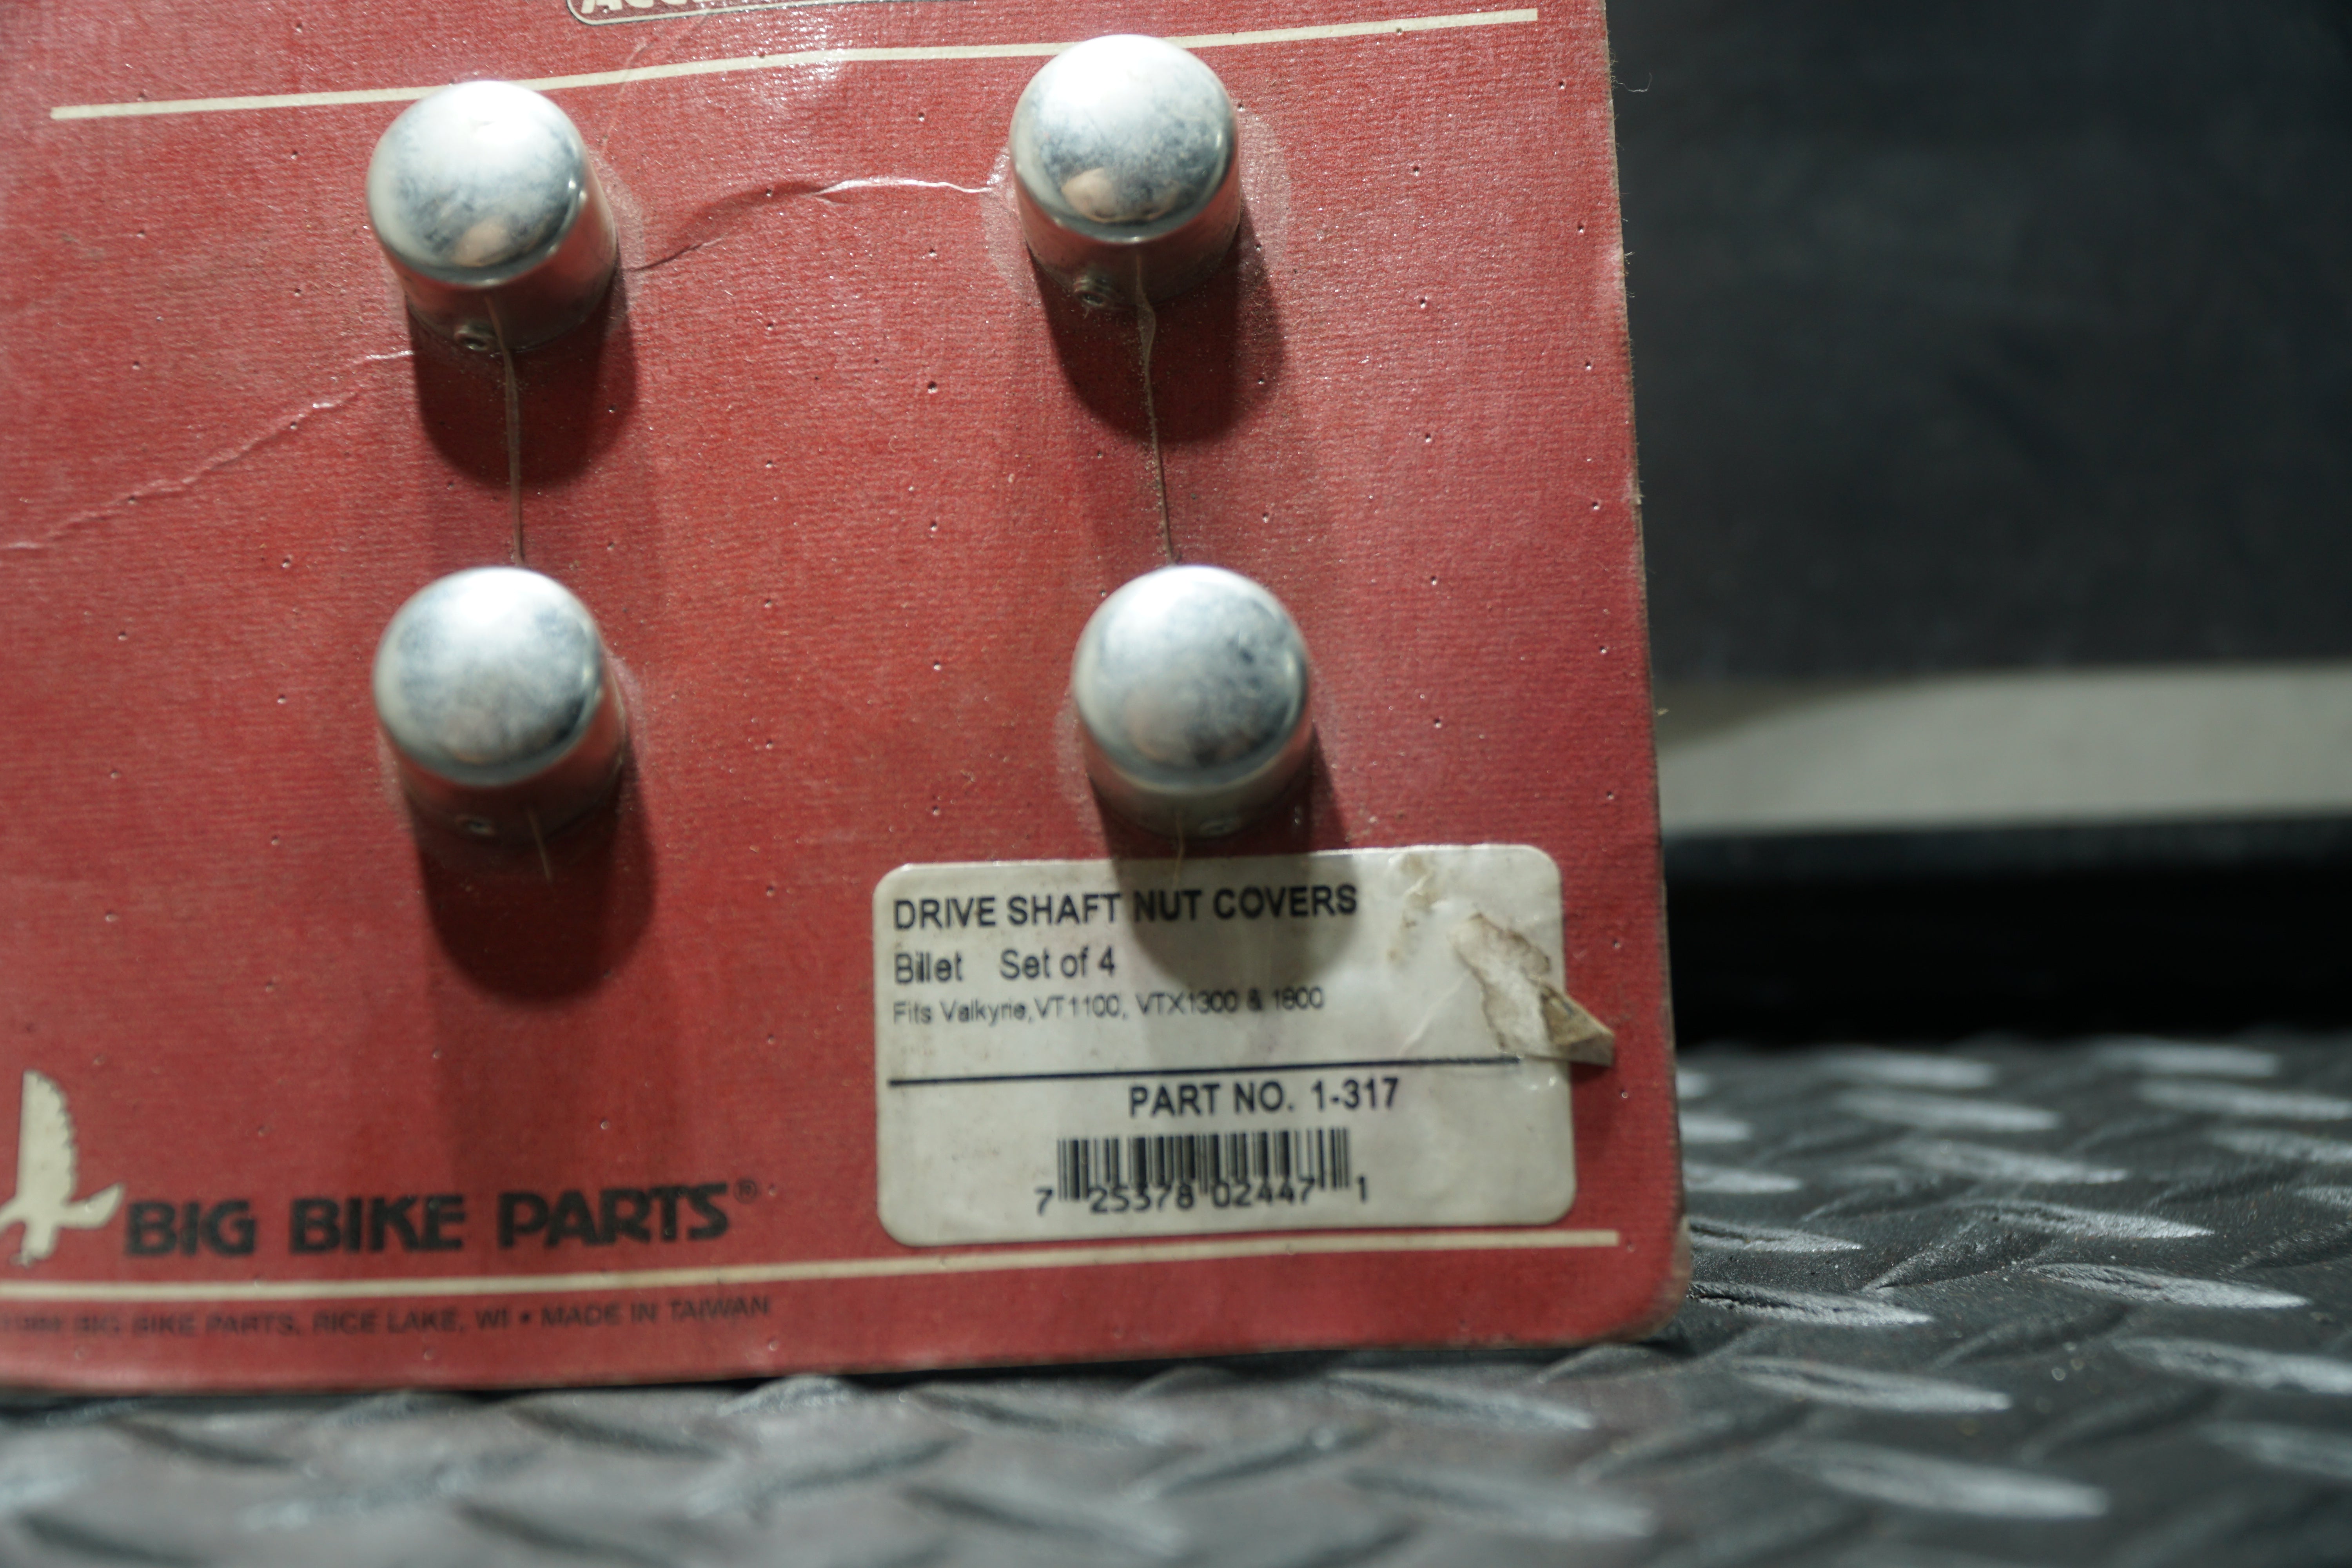 DRIVE SHAFT NUT COVERS
Billet Set of 4
Fits Valkyrie, VT1100, VTX1300 & 1800
PART NO. 1-317
7 25378 02447 1
BIG BIKE PARTS®
BIG BIKE PARTS, RICE LAKE, WI • MADE IN TAIWAN